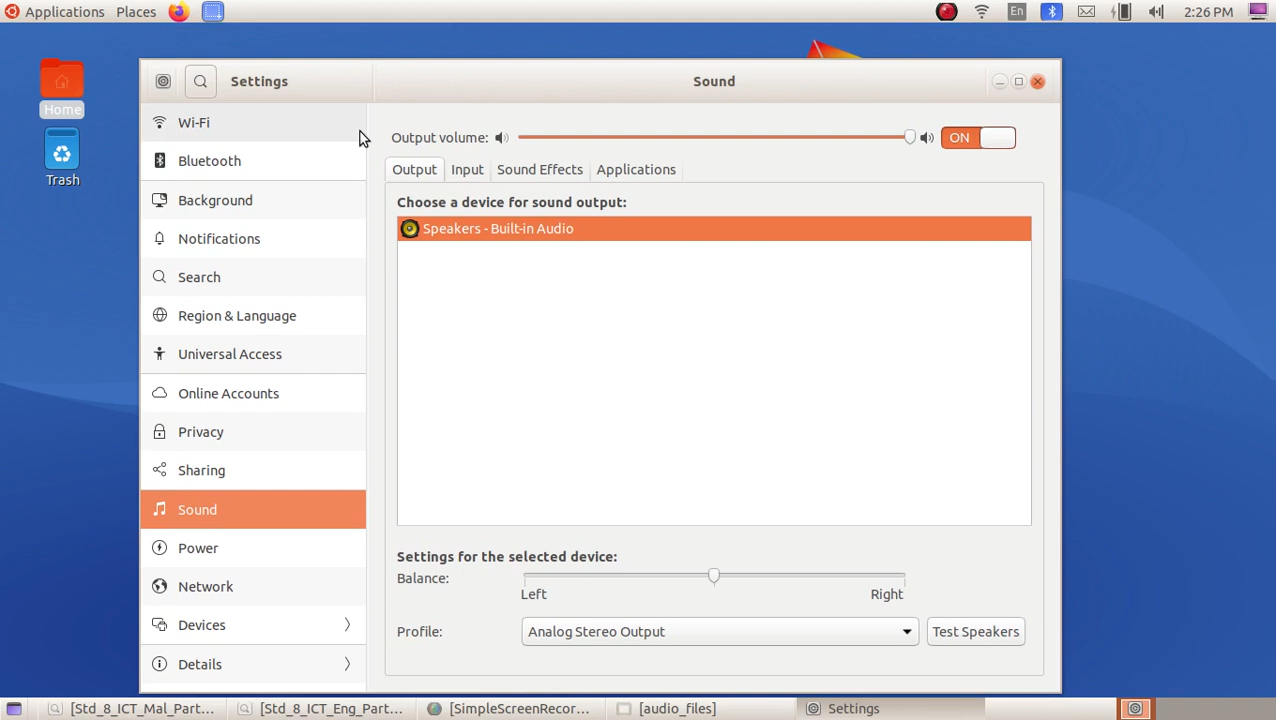 Applications Places En 2:26 PM
Settings Sound
Home
Trash
Wi-Fi
Bluetooth
Background
Notifications
Search
Region & Language
Universal Access
Online Accounts
Privacy
Sharing
Sound
Power
Network
Devices
Details
Output volume: ON
Output Input Sound Effects Applications
Choose a device for sound output:
Speakers - Built-in Audio
Settings for the selected device:
Balance:
Left Right
Profile: Analog Stereo Output Test Speakers
[Std_8_ICT_Mal_Part... [Std_8_ICT_Eng_Part... [SimpleScreenRecor... [audio_files] Settings